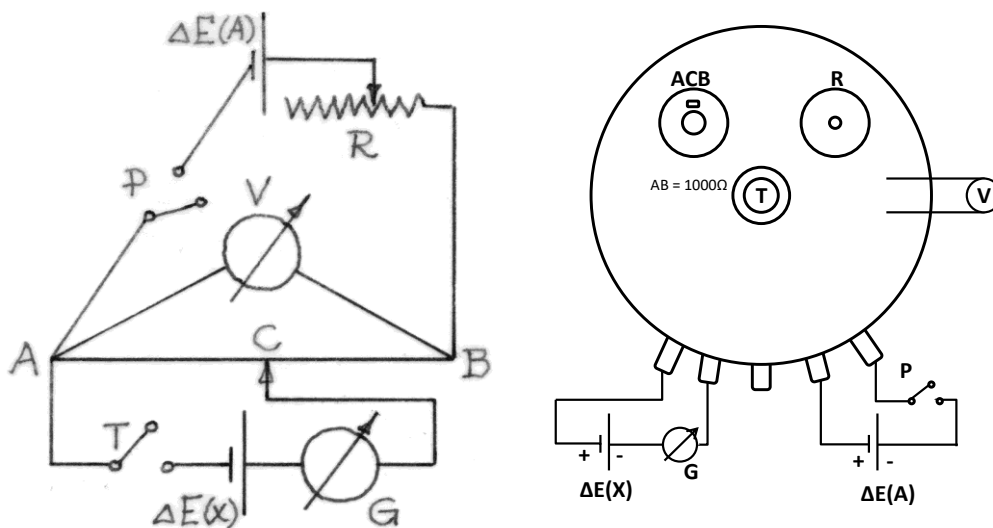 ΔE(A)
R
P
V
A
C
B
T
ΔE(X)
G
ACB
R
AB = 1000Ω
T
V
P
+ -
G
ΔE(X)
+ -
ΔE(A)